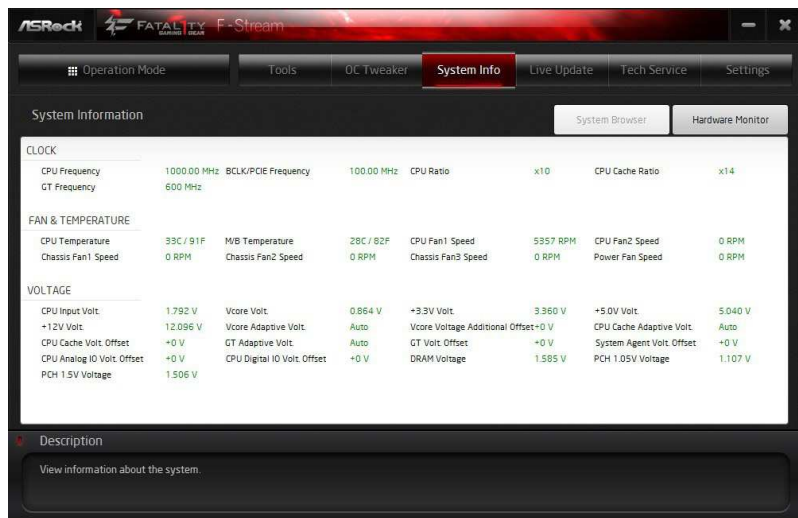 ASRock FATAL1TY GAMING GEAR F-Stream
Operation Mode Tools OC Tweaker System Info Live Update Tech Service Settings
System Information System Browser Hardware Monitor
CLOCK
CPU Frequency 1000.00 MHz BCLK/PCIE Frequency 100.00 MHz CPU Ratio x10 CPU Cache Ratio x14
GT Frequency 600 MHz
FAN & TEMPERATURE
CPU Temperature 33C / 91F M/B Temperature 28C / 82F CPU Fan1 Speed 5357 RPM CPU Fan2 Speed 0 RPM
Chassis Fan1 Speed 0 RPM Chassis Fan2 Speed 0 RPM Chassis Fan3 Speed 0 RPM Power Fan Speed 0 RPM
VOLTAGE
CPU Input Volt. 1.792 V Vcore Volt. 0.864 V +3.3V Volt. 3.360 V +5.0V Volt. 5.040 V
+12V Volt. 12.096 V Vcore Adaptive Volt. Auto Vcore Voltage Additional Offset +0 V CPU Cache Adaptive Volt. Auto
CPU Cache Volt. Offset +0 V GT Adaptive Volt. Auto GT Volt. Offset +0 V System Agent Volt. Offset +0 V
CPU Analog IO Volt. Offset +0 V CPU Digital IO Volt. Offset +0 V DRAM Voltage 1.585 V PCH 1.05V Voltage 1.107 V
PCH 1.5V Voltage 1.506 V
Description
View information about the system.